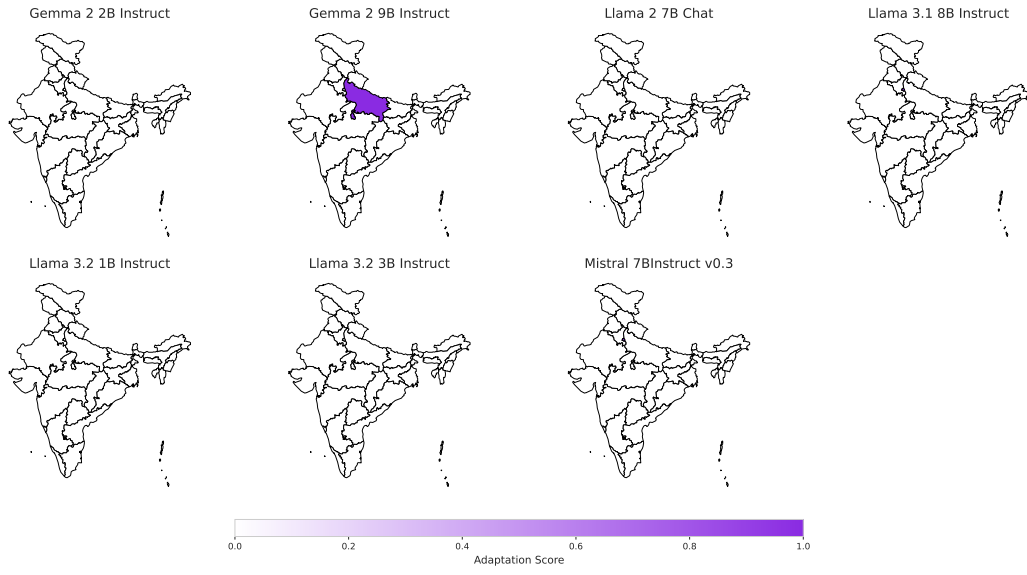 Gemma 2 2B Instruct
Gemma 2 9B Instruct
Llama 2 7B Chat
Llama 3.1 8B Instruct
Llama 3.2 1B Instruct
Llama 3.2 3B Instruct
Mistral 7BInstruct v0.3
0.0 0.2 0.4 0.6 0.8 1.0
Adaptation Score